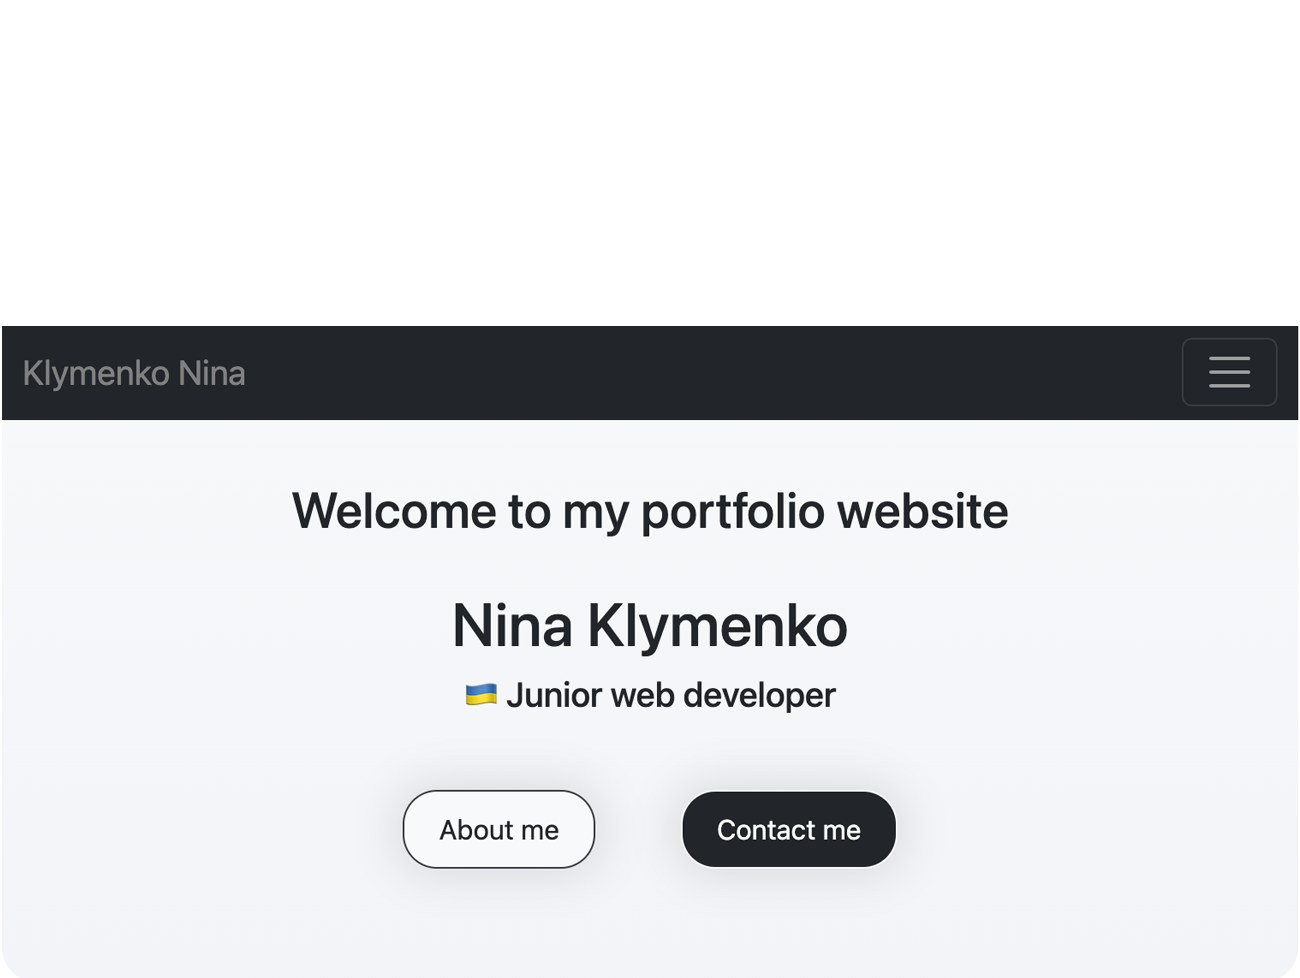 Klymenko Nina
Welcome to my portfolio website
Nina Klymenko
🇺🇦 Junior web developer
About me
Contact me